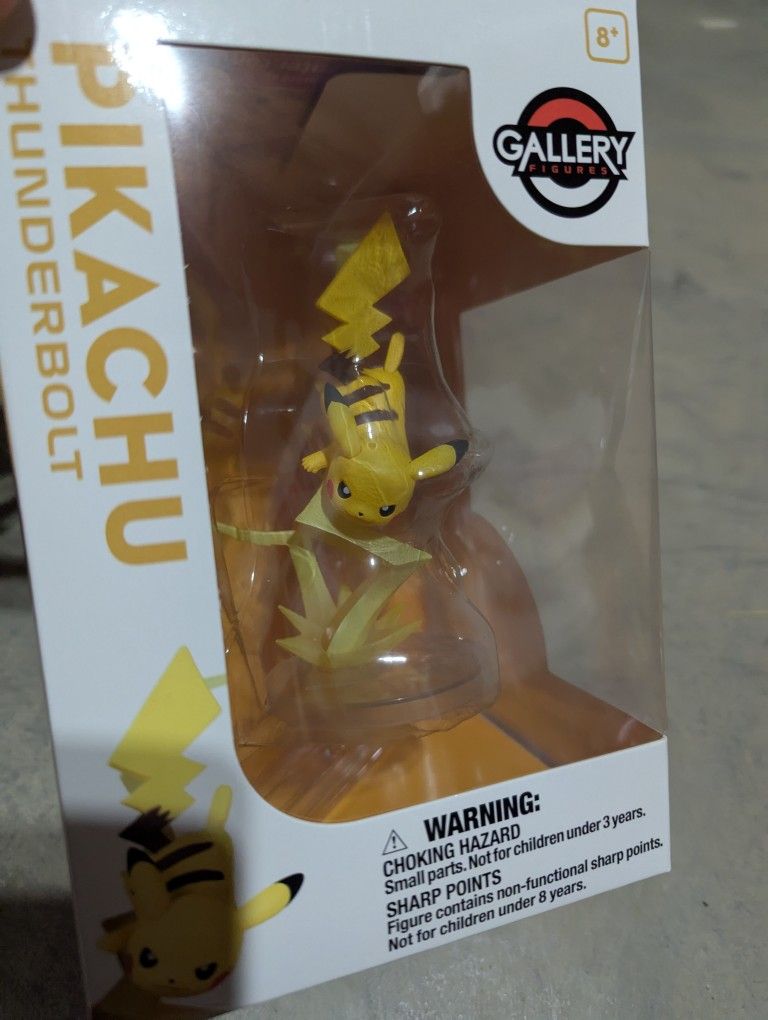 8+
GALLERY
FIGURES
PIKACHU
THUNDERBOLT
WARNING:
CHOKING HAZARD
Small parts. Not for children under 3 years.
SHARP POINTS
Figure contains non-functional sharp points.
Not for children under 8 years.